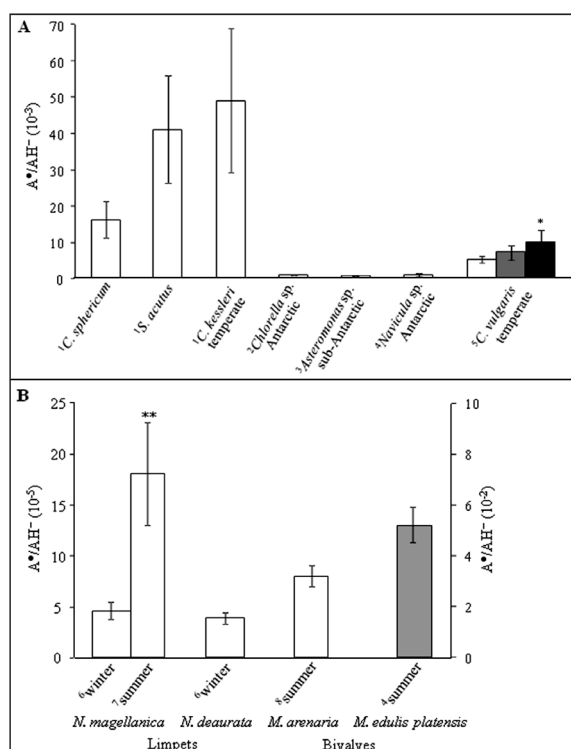 A
A•/AH⁻ (10⁻³)
70
60
50
40
30
20
10
0
*
¹C. sphericum
¹S. acutus
¹C. kessleri
temperate
²Chlorella sp.
Antarctic
³Asteromonas sp.
sub-Antarctic
⁴Navicula sp.
Antarctic
⁵C. vulgaris
temperate
B
A•/AH⁻ (10⁻⁵)
25
20
15
10
5
0
**
10
8
6
4
2
0
A•/AH⁻ (10⁻²)
⁶winter
⁷summer
⁶winter
⁸summer
⁴summer
N. magellanica N. deaurata M. arenaria M. edulis platensis
Limpets Bivalves